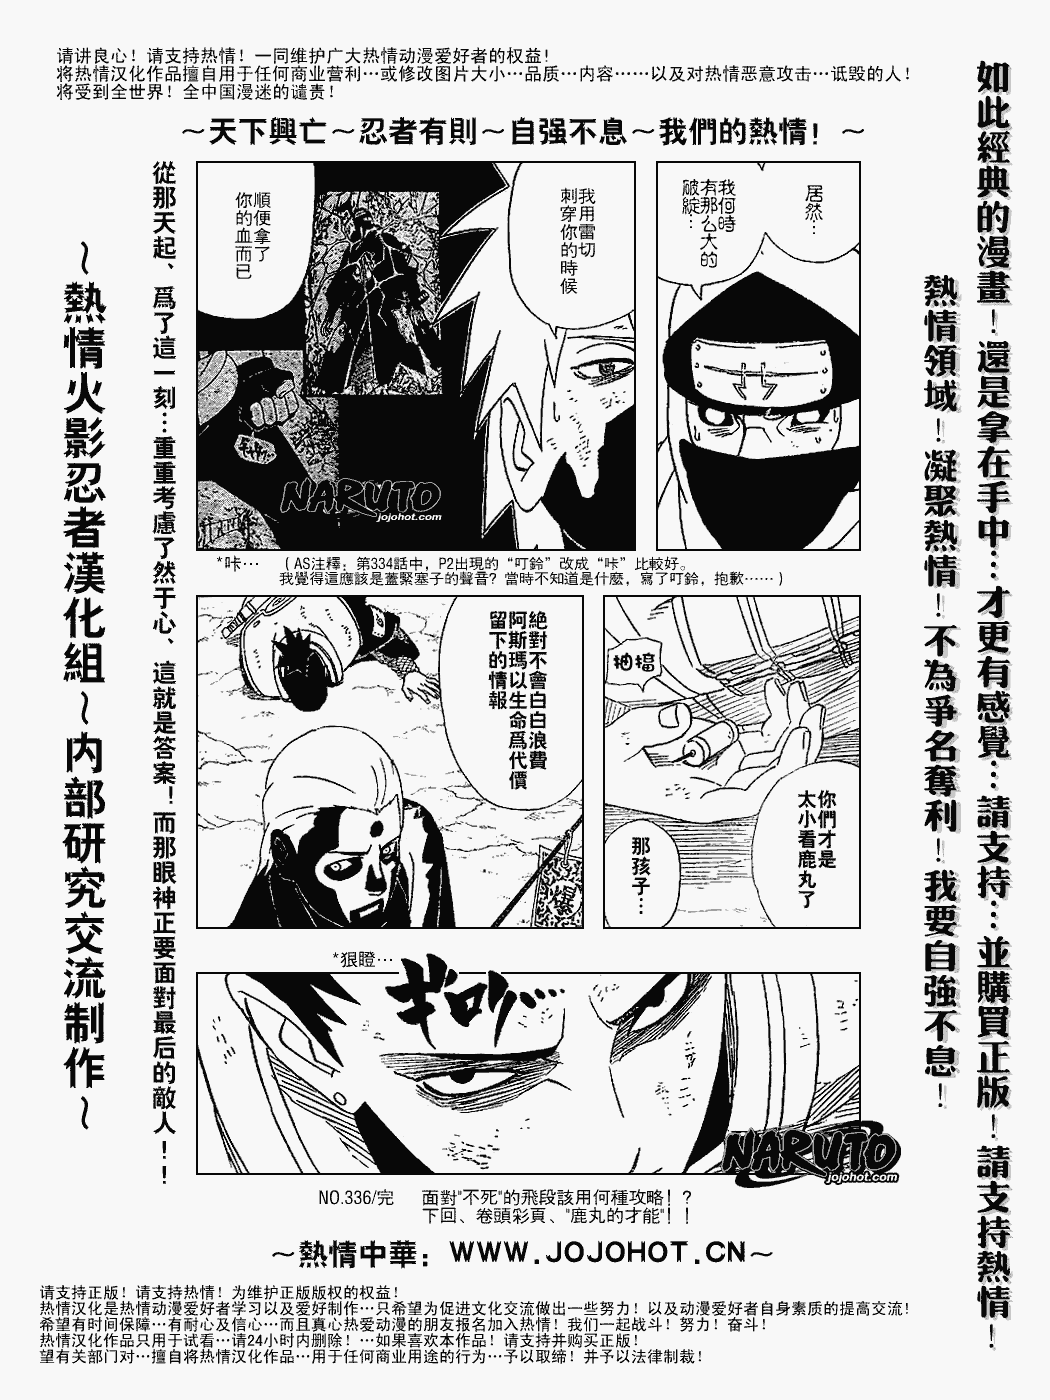 请讲良心！请支持热情！一同维护广大热情动漫爱好者的权益！
将热情汉化作品擅自用于任何商业营利…或修改图片大小…品质…内容……以及对热情恶意攻击…诋毁的人！
将受到全世界！全中国漫迷的谴责！
～天下興亡～忍者有則～自强不息～我們的熱情！～
如此經典的漫畫！還是拿在手中…才更有感覺…請支持…並購買正版！請支持熱情！
熱情領域！凝聚熱情！不為爭名奪利！我要自強不息！
居然…
我何時
有那么大的
破綻…
我用雷切
刺穿你的時候
順便拿了
你的血而已
NARUTO
jojohot.com
*咔…
（AS注釋：第334話中，P2出現的“叮鈴”改成“咔”比較好。
我覺得這應該是蓋緊塞子的聲音？當時不知道是什麼，寫了叮鈴，抱歉……）
你們才是
太小看鹿丸了
那孩子…
絕對不會白白浪費
阿斯瑪以生命爲代價
留下的情報
爆
*狠瞪…
ギロッ…
NARUTO
jojohot.com
從那天起、爲了這一刻…重重考慮了然于心、這就是答案！而那眼神正要面對最后的敵人！！
～熱情火影忍者漢化組～内部研究交流制作～
NO.336/完
面對"不死"的飛段該用何種攻略！？
下回、卷頭彩頁、"鹿丸的才能"！！
～熱情中華：WWW.JOJOHOT.CN～
请支持正版！请支持热情！为维护正版版权的权益！
热情汉化是热情动漫爱好者学习以及爱好制作…只希望为促进文化交流做出一些努力！以及动漫爱好者自身素质的提高交流！
希望有时间保障…有耐心及信心…而且真心热爱动漫的朋友报名加入热情！我们一起战斗！努力！奋斗！
热情汉化作品只用于试看…请24小时内删除！…如果喜欢本作品！请支持并购买正版！
望有关部门对…擅自将热情汉化作品…用于任何商业用途的行为…予以取缔！并予以法律制裁！